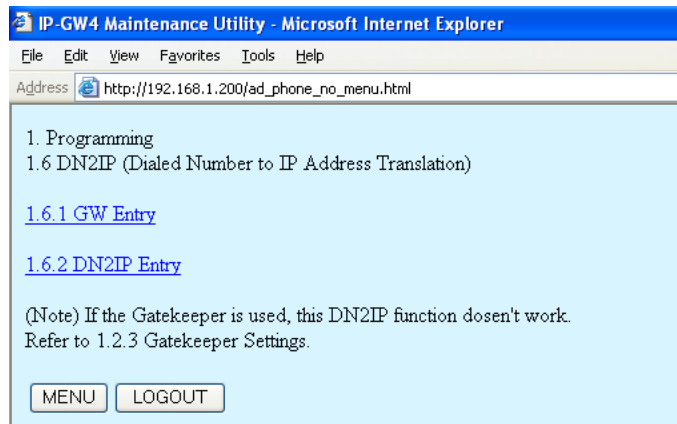 IP-GW4 Maintenance Utility - Microsoft Internet Explorer
File Edit View Favorites Tools Help
Address http://192.168.1.200/ad_phone_no_menu.html
1. Programming
1.6 DN2IP (Dialed Number to IP Address Translation)
1.6.1 GW Entry
1.6.2 DN2IP Entry
(Note) If the Gatekeeper is used, this DN2IP function dosen't work.
Refer to 1.2.3 Gatekeeper Settings.
MENU LOGOUT